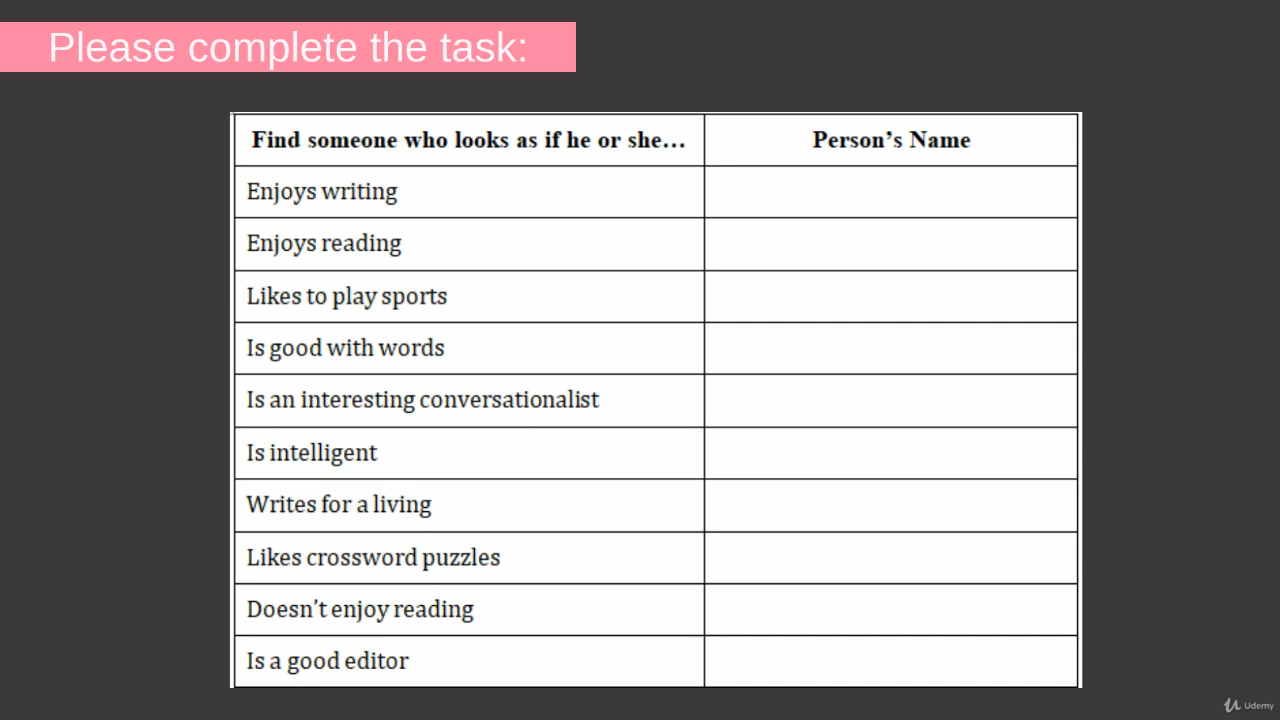 Please complete the task:
Find someone who looks as if he or she... Person's Name
Enjoys writing
Enjoys reading
Likes to play sports
Is good with words
Is an interesting conversationalist
Is intelligent
Writes for a living
Likes crossword puzzles
Doesn't enjoy reading
Is a good editor
Udemy